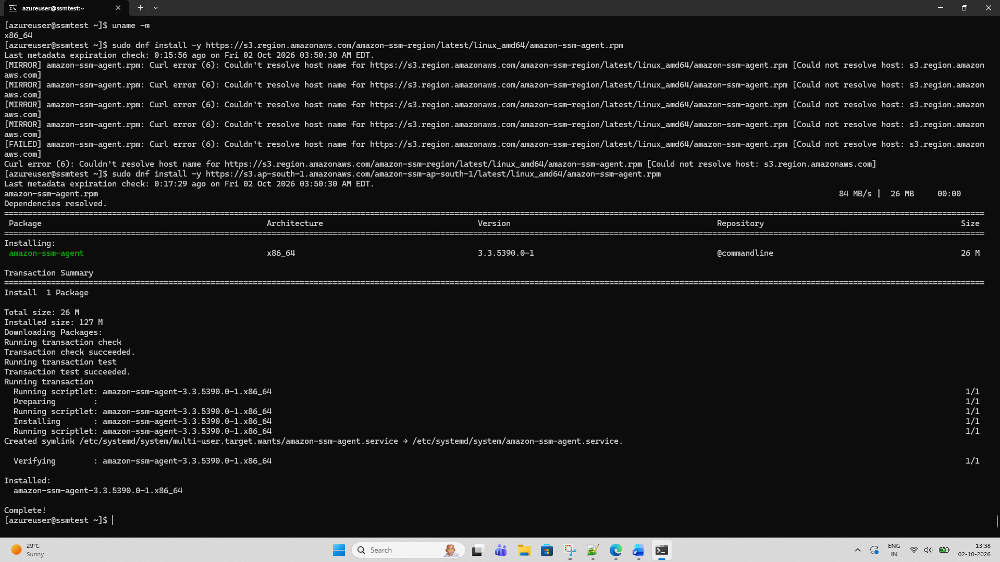 azureuser@ssmtest:~
[azureuser@ssmtest ~]$ uname -m
x86_64
[azureuser@ssmtest ~]$ sudo dnf install -y https://s3.region.amazonaws.com/amazon-ssm-region/latest/linux_amd64/amazon-ssm-agent.rpm
Last metadata expiration check: 0:15:56 ago on Fri 02 Oct 2026 03:50:30 AM EDT.
[MIRROR] amazon-ssm-agent.rpm: Curl error (6): Couldn't resolve host name for https://s3.region.amazonaws.com/amazon-ssm-region/latest/linux_amd64/amazon-ssm-agent.rpm [Could not resolve host: s3.region.amazon
aws.com]
[MIRROR] amazon-ssm-agent.rpm: Curl error (6): Couldn't resolve host name for https://s3.region.amazonaws.com/amazon-ssm-region/latest/linux_amd64/amazon-ssm-agent.rpm [Could not resolve host: s3.region.amazon
aws.com]
[MIRROR] amazon-ssm-agent.rpm: Curl error (6): Couldn't resolve host name for https://s3.region.amazonaws.com/amazon-ssm-region/latest/linux_amd64/amazon-ssm-agent.rpm [Could not resolve host: s3.region.amazon
aws.com]
[MIRROR] amazon-ssm-agent.rpm: Curl error (6): Couldn't resolve host name for https://s3.region.amazonaws.com/amazon-ssm-region/latest/linux_amd64/amazon-ssm-agent.rpm [Could not resolve host: s3.region.amazon
aws.com]
[FAILED] amazon-ssm-agent.rpm: Curl error (6): Couldn't resolve host name for https://s3.region.amazonaws.com/amazon-ssm-region/latest/linux_amd64/amazon-ssm-agent.rpm [Could not resolve host: s3.region.amazon
aws.com]
Curl error (6): Couldn't resolve host name for https://s3.region.amazonaws.com/amazon-ssm-region/latest/linux_amd64/amazon-ssm-agent.rpm [Could not resolve host: s3.region.amazonaws.com]
[azureuser@ssmtest ~]$ sudo dnf install -y https://s3.ap-south-1.amazonaws.com/amazon-ssm-ap-south-1/latest/linux_amd64/amazon-ssm-agent.rpm
Last metadata expiration check: 0:17:29 ago on Fri 02 Oct 2026 03:50:30 AM EDT.
amazon-ssm-agent.rpm 84 MB/s | 26 MB 00:00
Dependencies resolved.
Package Architecture Version Repository Size
Installing:
amazon-ssm-agent x86_64 3.3.5390.0-1 @commandline 26 M
Transaction Summary
Install 1 Package
Total size: 26 M
Installed size: 127 M
Downloading Packages:
Running transaction check
Transaction check succeeded.
Running transaction test
Transaction test succeeded.
Running transaction
Running scriptlet: amazon-ssm-agent-3.3.5390.0-1.x86_64 1/1
Preparing : 1/1
Running scriptlet: amazon-ssm-agent-3.3.5390.0-1.x86_64 1/1
Installing : amazon-ssm-agent-3.3.5390.0-1.x86_64 1/1
Running scriptlet: amazon-ssm-agent-3.3.5390.0-1.x86_64 1/1
Created symlink /etc/systemd/system/multi-user.target.wants/amazon-ssm-agent.service → /etc/systemd/system/amazon-ssm-agent.service.
Verifying : amazon-ssm-agent-3.3.5390.0-1.x86_64 1/1
Installed:
amazon-ssm-agent-3.3.5390.0-1.x86_64
Complete!
[azureuser@ssmtest ~]$
29°C
Sunny
Search
ENG
IN
13:38
02-10-2026